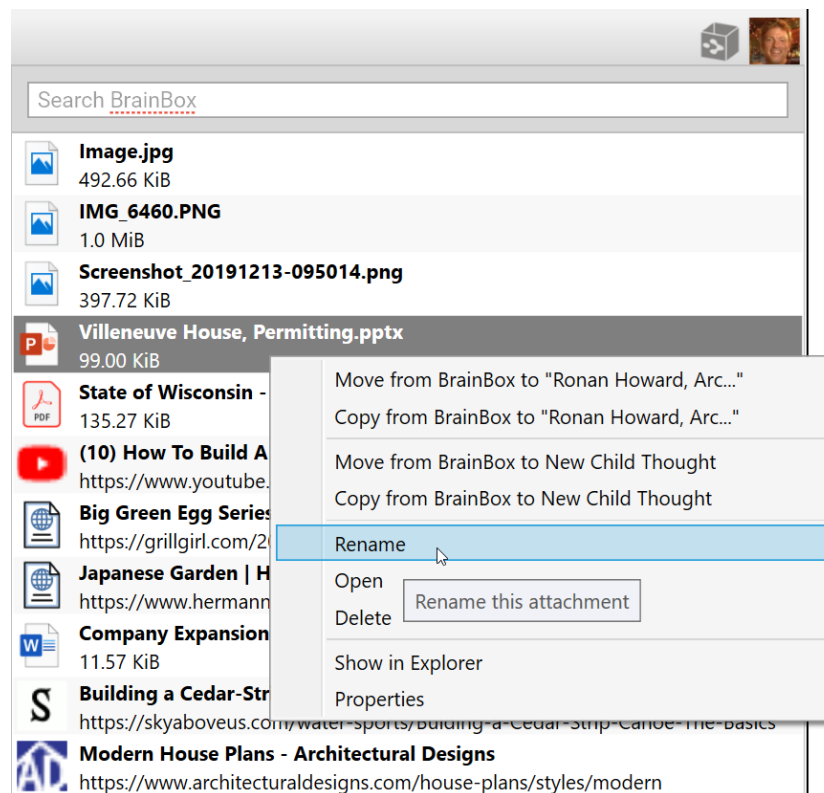 Search BrainBox
Image.jpg
492.66 KiB
IMG_6460.PNG
1.0 MiB
Screenshot_20191213-095014.png
397.72 KiB
Villeneuve House, Permitting.pptx
99.00 KiB
State of Wisconsin -
PDF
135.27 KiB
(10) How To Build A
https://www.youtube.
Big Green Egg Series
https://grillgirl.com/20
Japanese Garden | H
https://www.hermann
Company Expansion
11.57 KiB
Building a Cedar-Str
https://skyaboveus.com/water-sports/Building-a-Cedar-Strip-Canoe-The-Basics
Modern House Plans - Architectural Designs
https://www.architecturaldesigns.com/house-plans/styles/modern
P
W
S
AD.
Move from BrainBox to "Ronan Howard, Arc..."
Copy from BrainBox to "Ronan Howard, Arc..."
Move from BrainBox to New Child Thought
Copy from BrainBox to New Child Thought
Rename
Open
Delete
Rename this attachment
Show in Explorer
Properties